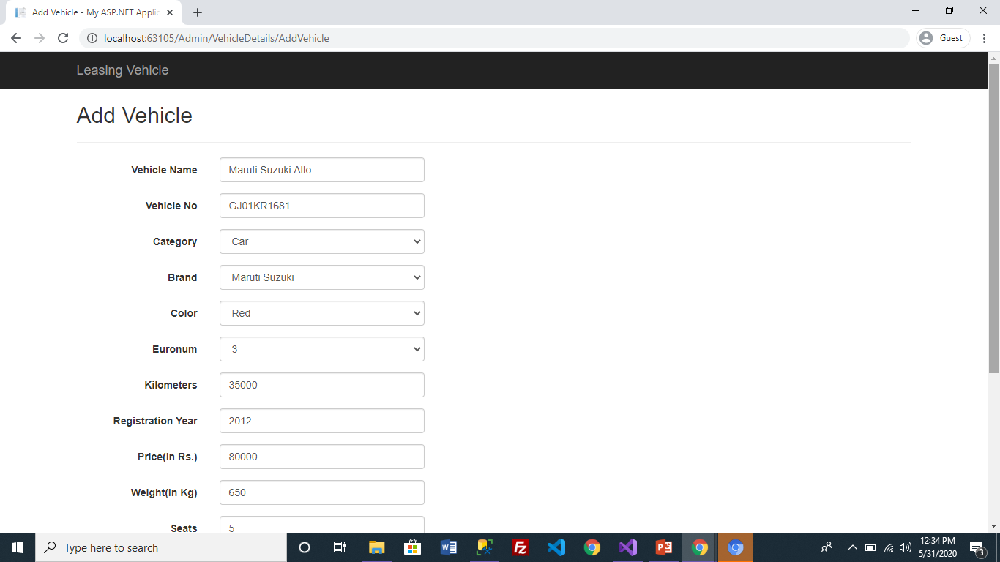 Add Vehicle - My ASP.NET Applic
localhost:63105/Admin/VehicleDetails/AddVehicle
Guest
Leasing Vehicle
Add Vehicle
Vehicle Name Maruti Suzuki Alto
Vehicle No GJ01KR1681
Category Car
Brand Maruti Suzuki
Color Red
Euronum 3
Kilometers 35000
Registration Year 2012
Price(In Rs.) 80000
Weight(In Kg) 650
Seats 5
Type here to search
12:34 PM
5/31/2020
3